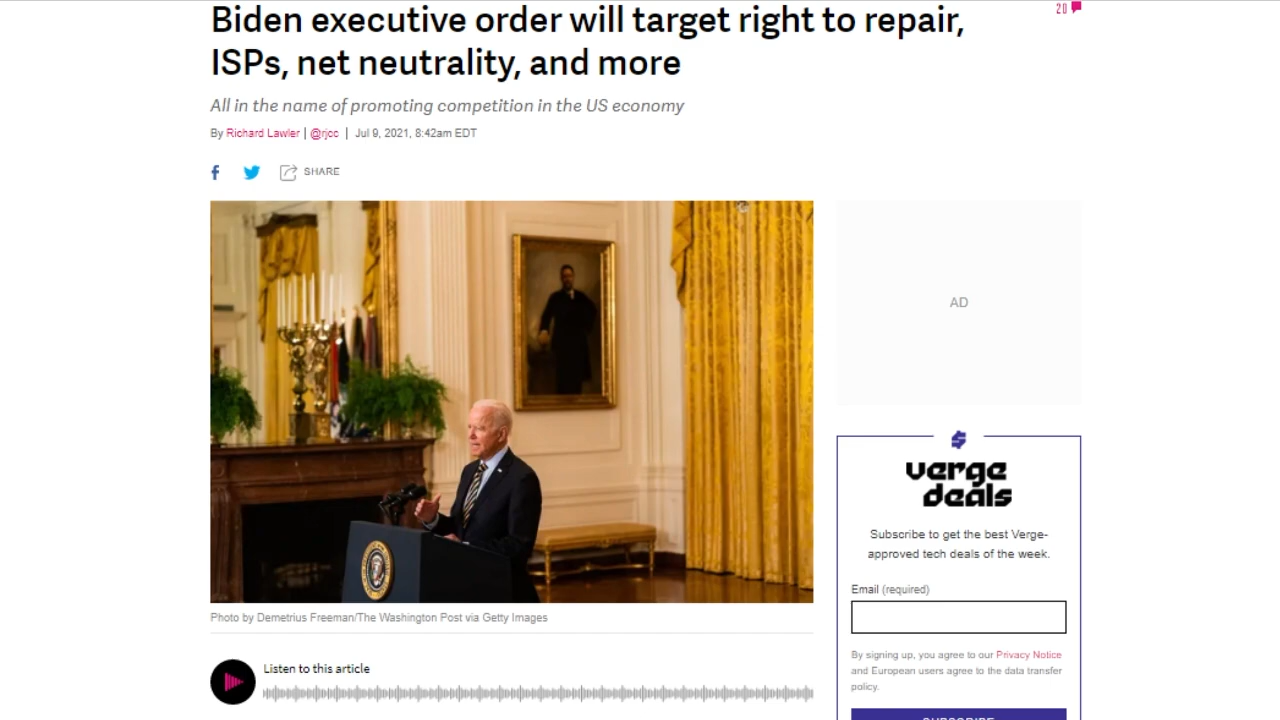 Biden executive order will target right to repair,
ISPs, net neutrality, and more
20
All in the name of promoting competition in the US economy
By Richard Lawler | @rjcc | Jul 9, 2021, 8:42am EDT
SHARE
AD
Photo by Demetrius Freeman/The Washington Post via Getty Images
Listen to this article
verge
deals
Subscribe to get the best Verge-
approved tech deals of the week.
Email (required)
By signing up, you agree to our Privacy Notice
and European users agree to the data transfer
policy.
SUBSCRIBE